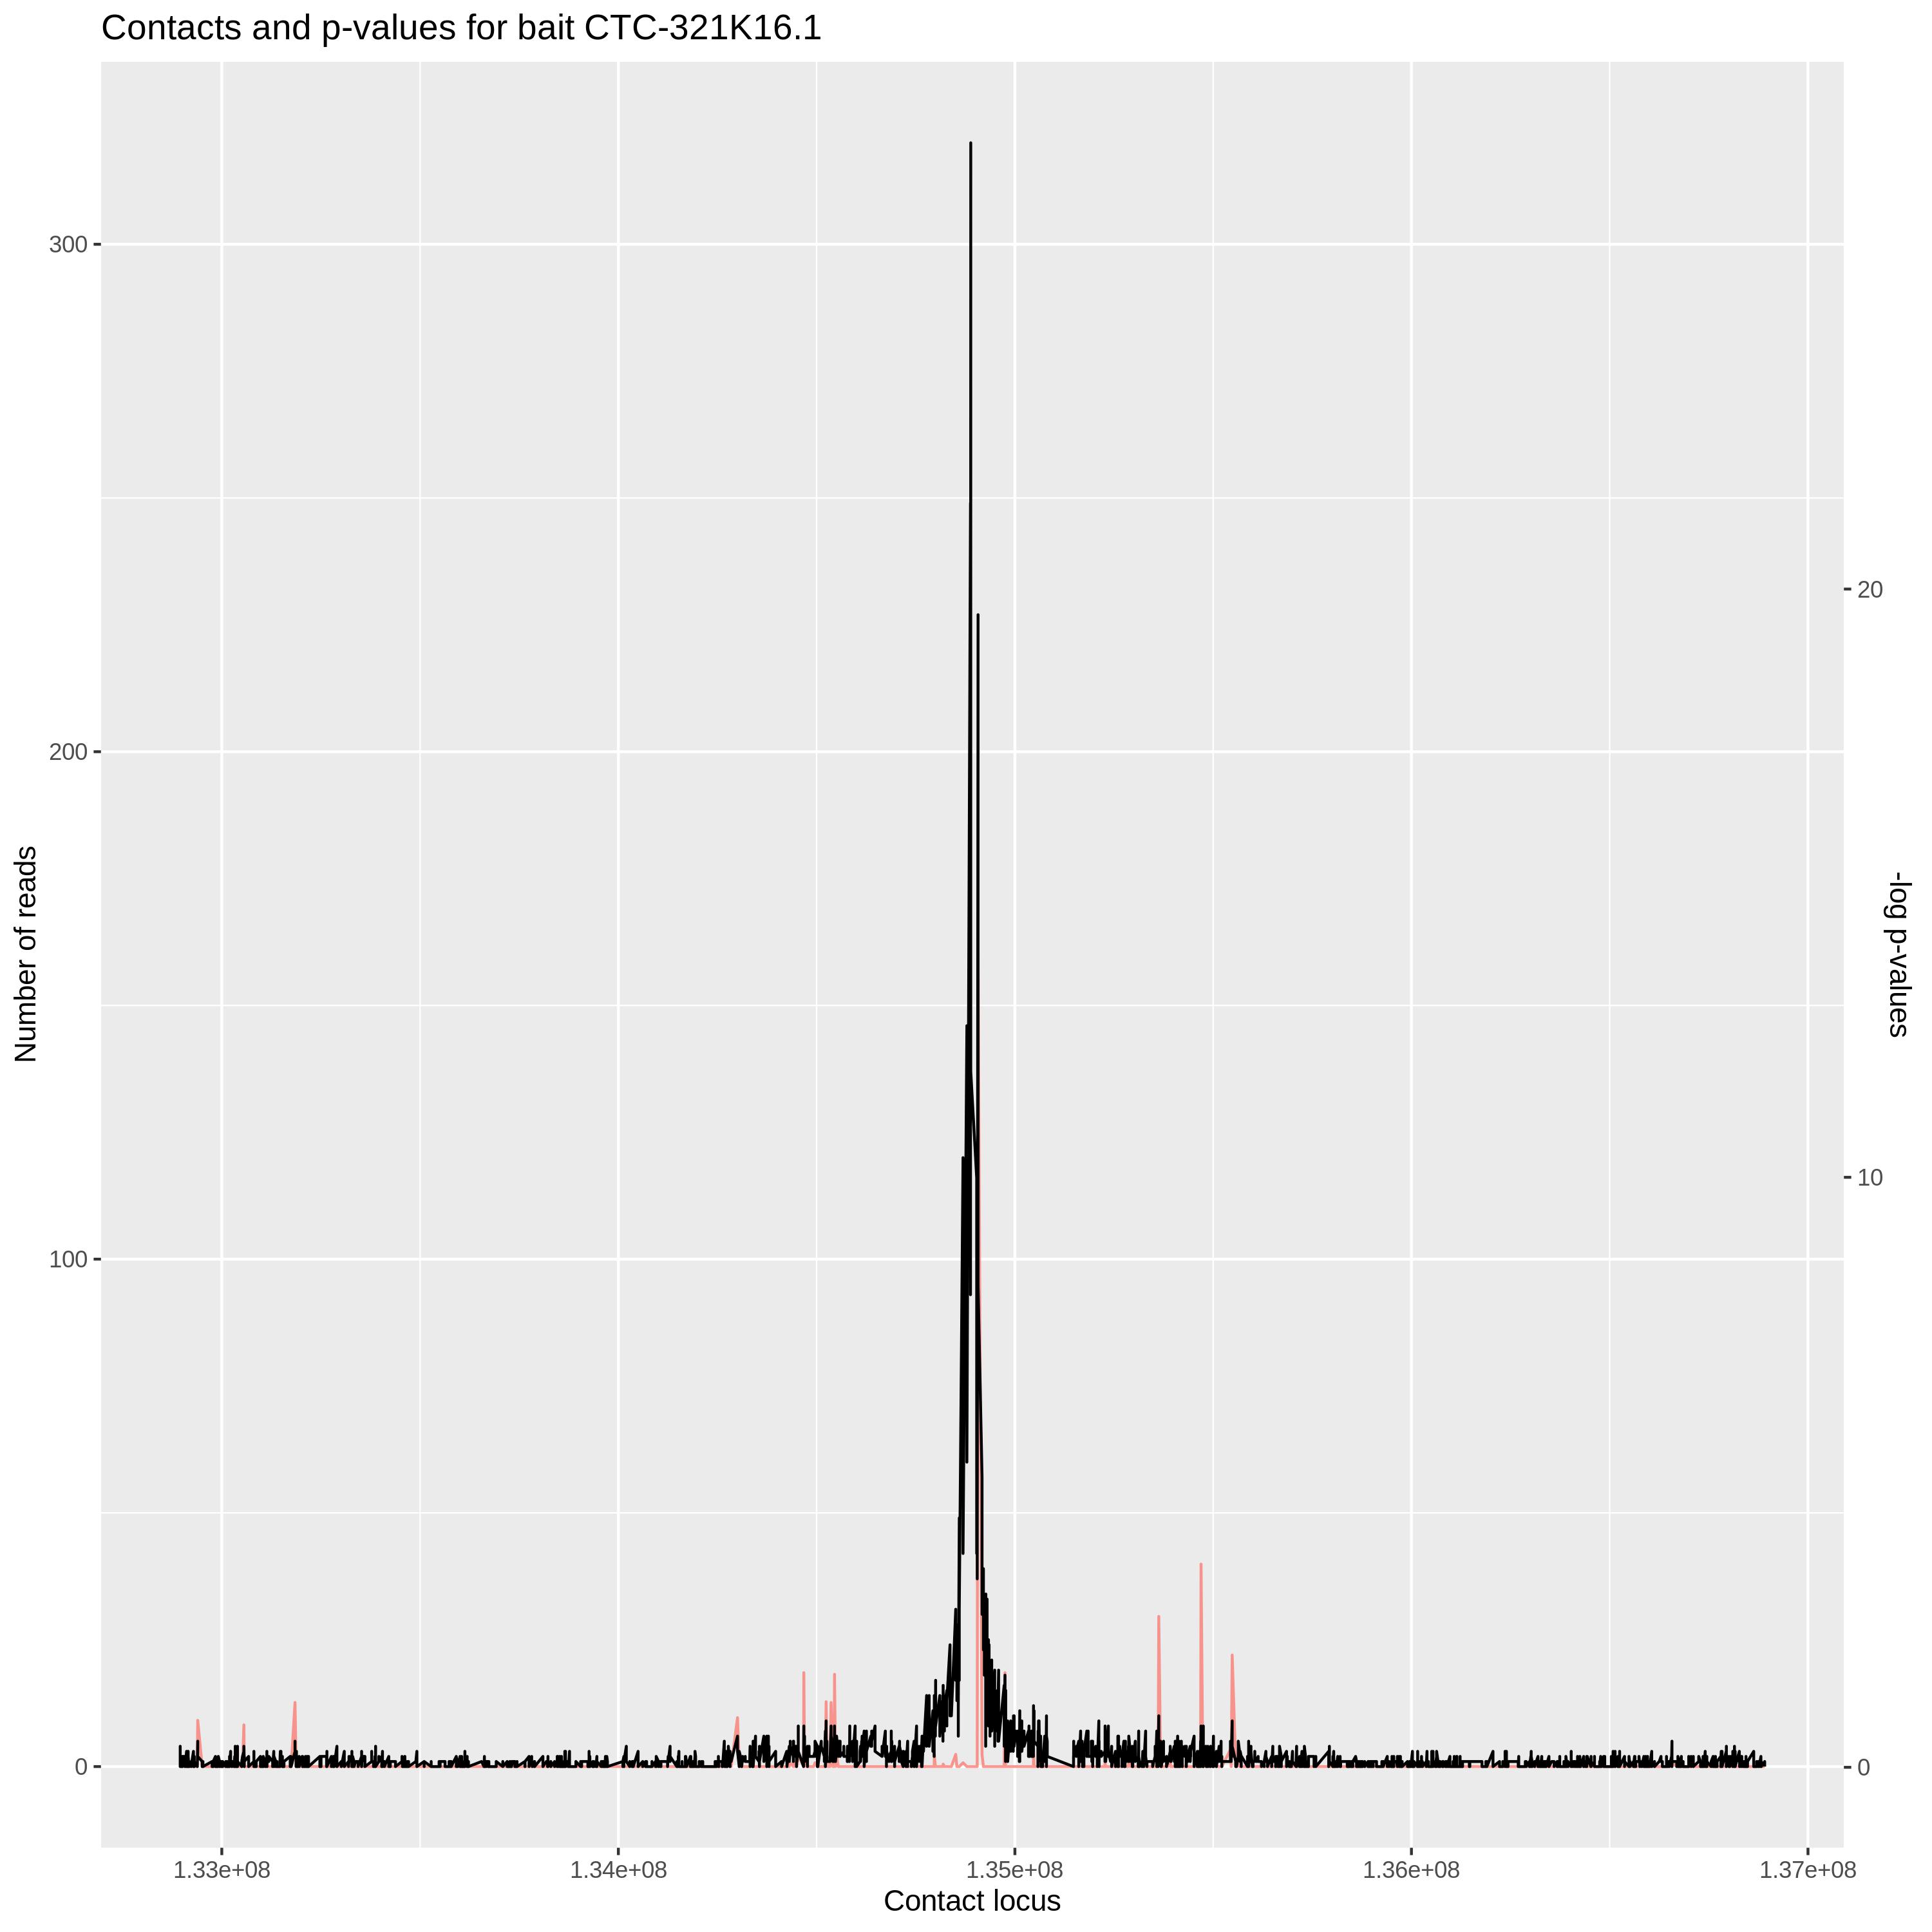 Contacts and p-values for bait CTC-321K16.1
300
200
100
0
Number of reads
20
10
0
-log p-values
1.33e+08
1.34e+08
1.35e+08
1.36e+08
1.37e+08
Contact locus